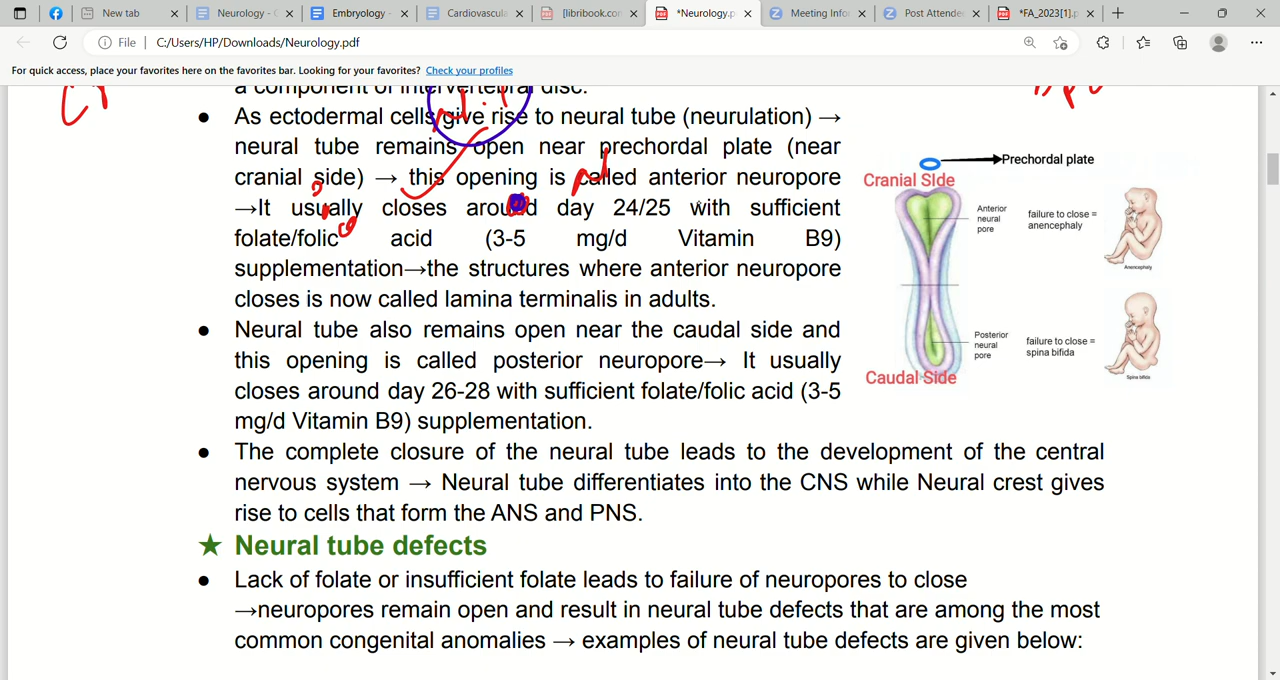 New tab
Neurology - (
Embryology -
Cardiovascula
[libribook.con
*Neurology.p
Meeting Infor
Post Attende
*FA_2023[1].p
File | C:/Users/HP/Downloads/Neurology.pdf
For quick access, place your favorites here on the favorites bar. Looking for your favorites? Check your profiles
a component of intervertebral disc.
● As ectodermal cells give rise to neural tube (neurulation) →
neural tube remains open near prechordal plate (near
cranial side) → this opening is called anterior neuropore
→It usually closes around day 24/25 with sufficient
folate/folic acid (3-5 mg/d Vitamin B9)
supplementation→the structures where anterior neuropore
closes is now called lamina terminalis in adults.
● Neural tube also remains open near the caudal side and
this opening is called posterior neuropore→ It usually
closes around day 26-28 with sufficient folate/folic acid (3-5
mg/d Vitamin B9) supplementation.
Prechordal plate
Cranial Side
Anterior
neural
pore
failure to close =
anencephaly
Anencephaly
Posterior
neural
pore
failure to close =
spina bifida
Spina bifida
Caudal Side
● The complete closure of the neural tube leads to the development of the central
nervous system → Neural tube differentiates into the CNS while Neural crest gives
rise to cells that form the ANS and PNS.
★ Neural tube defects
● Lack of folate or insufficient folate leads to failure of neuropores to close
→neuropores remain open and result in neural tube defects that are among the most
common congenital anomalies → examples of neural tube defects are given below: